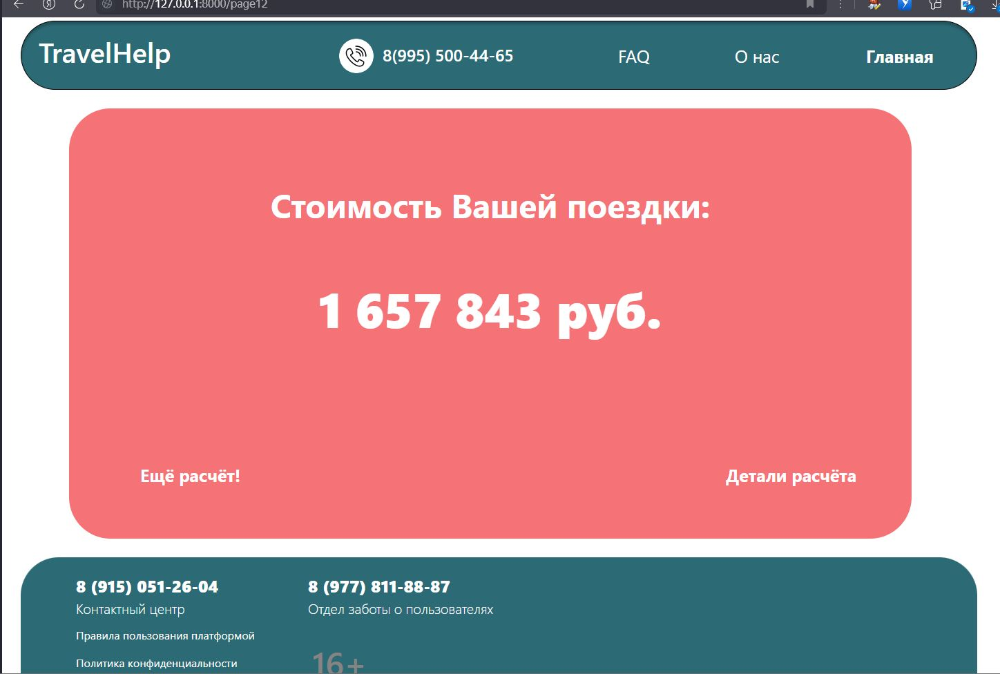 http://127.0.0.1:8000/page12
TravelHelp
8(995) 500-44-65
FAQ
О нас
Главная
Стоимость Вашей поездки:
1 657 843 руб.
Ещё расчёт!
Детали расчёта
8 (915) 051-26-04
8 (977) 811-88-87
Контактный центр
Отдел заботы о пользователях
Правила пользования платформой
16+
Политика конфиденциальности